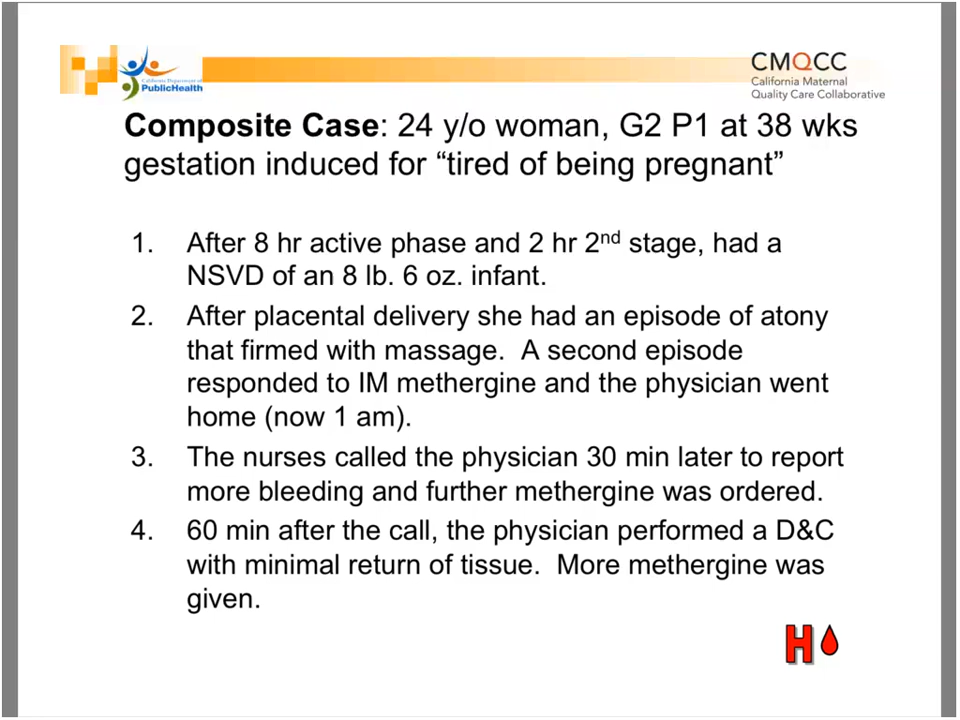 California Department of
PublicHealth
CMQCC
California Maternal
Quality Care Collaborative
Composite Case: 24 y/o woman, G2 P1 at 38 wks
gestation induced for “tired of being pregnant”
1. After 8 hr active phase and 2 hr 2nd stage, had a
NSVD of an 8 lb. 6 oz. infant.
2. After placental delivery she had an episode of atony
that firmed with massage. A second episode
responded to IM methergine and the physician went
home (now 1 am).
3. The nurses called the physician 30 min later to report
more bleeding and further methergine was ordered.
4. 60 min after the call, the physician performed a D&C
with minimal return of tissue. More methergine was
given.
H